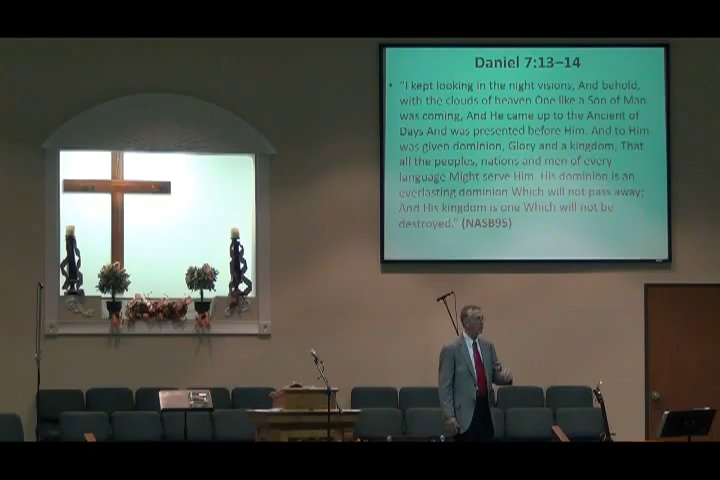 Daniel 7:13–14
• "I kept looking in the night visions, And behold,
with the clouds of heaven One like a Son of Man
was coming, And He came up to the Ancient of
Days And was presented before Him. And to Him
was given dominion, Glory and a kingdom, That
all the peoples, nations and men of every
language Might serve Him. His dominion is an
everlasting dominion Which will not pass away;
And His kingdom is one Which will not be
destroyed." (NASB95)